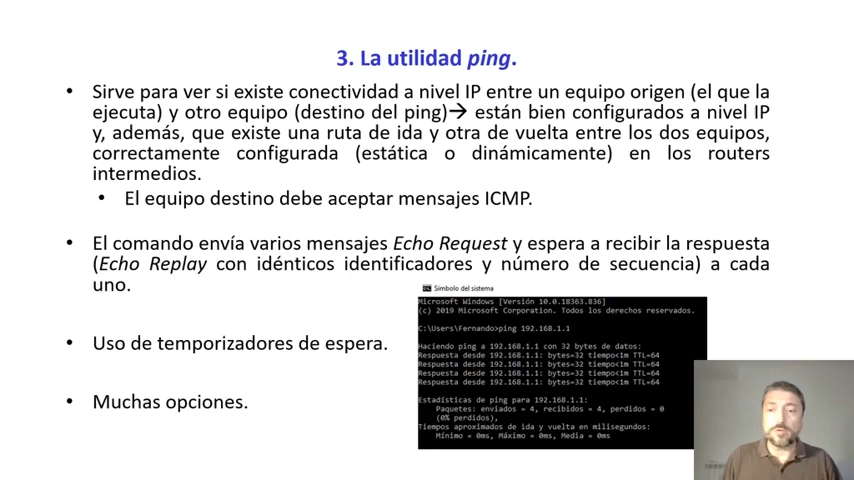 3. La utilidad ping.
• Sirve para ver si existe conectividad a nivel IP entre un equipo origen (el que la
ejecuta) y otro equipo (destino del ping)→ están bien configurados a nivel IP
y, además, que existe una ruta de ida y otra de vuelta entre los dos equipos,
correctamente configurada (estática o dinámicamente) en los routers
intermedios.
• El equipo destino debe aceptar mensajes ICMP.
• El comando envía varios mensajes Echo Request y espera a recibir la respuesta
(Echo Replay con idénticos identificadores y número de secuencia) a cada
uno.
• Uso de temporizadores de espera.
• Muchas opciones.
Símbolo del sistema
Microsoft Windows [Versión 10.0.18363.836]
(c) 2019 Microsoft Corporation. Todos los derechos reservados.
C:\Users\Fernando>ping 192.168.1.1
Haciendo ping a 192.168.1.1 con 32 bytes de datos:
Respuesta desde 192.168.1.1: bytes=32 tiempo<1m TTL=64
Respuesta desde 192.168.1.1: bytes=32 tiempo<1m TTL=64
Respuesta desde 192.168.1.1: bytes=32 tiempo<1m TTL=64
Respuesta desde 192.168.1.1: bytes=32 tiempo<1m TTL=64
Estadísticas de ping para 192.168.1.1:
Paquetes: enviados = 4, recibidos = 4, perdidos = 0
(0% perdidos),
Tiempos aproximados de ida y vuelta en milisegundos:
Mínimo = 0ms, Máximo = 0ms, Media = 0ms